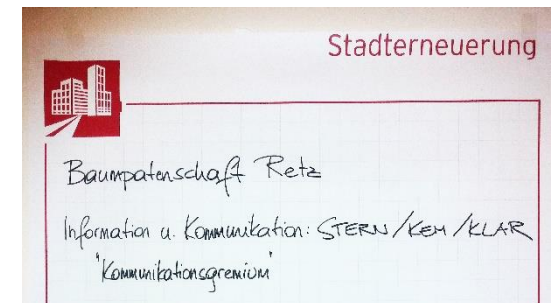 Stadterneuerung
Baumpatenschaft Retz
Information u. Kommunikation: STERN/KEM/KLAR
"Kommunikationsgremium"